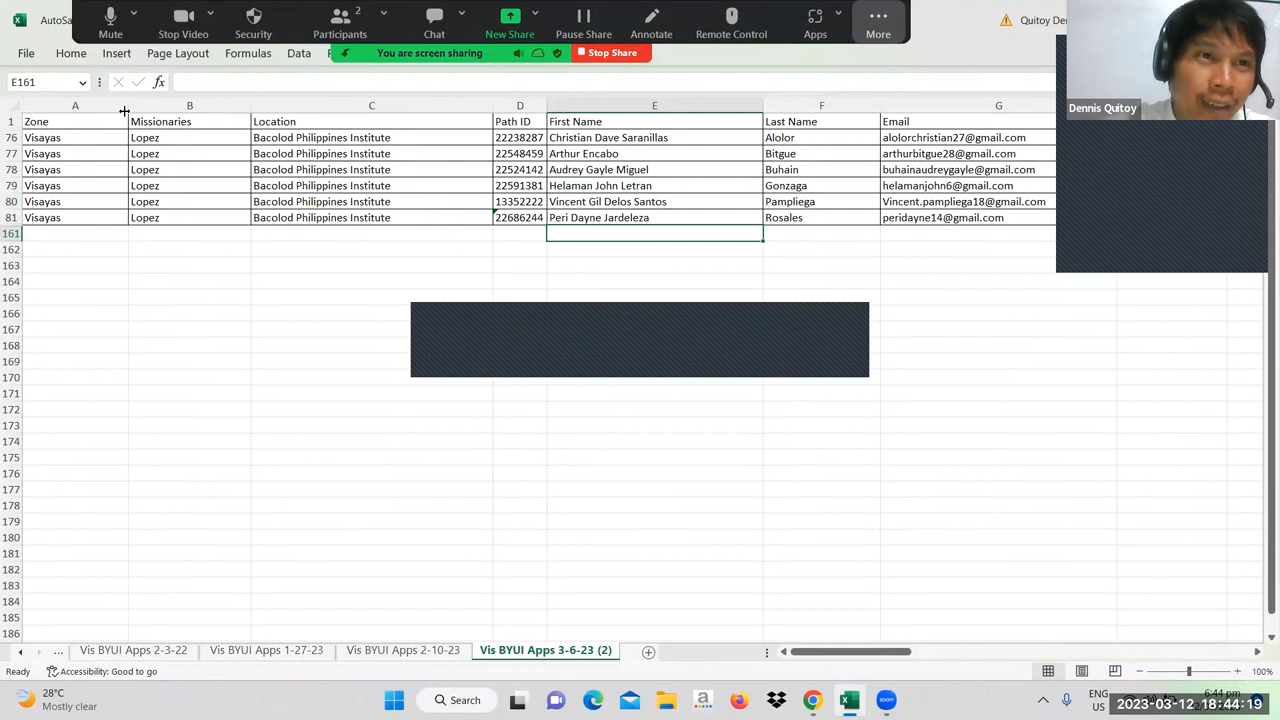 AutoSa
Mute Stop Video Security Participants 2 Chat New Share Pause Share Annotate Remote Control Apps More
Quitoy Der
File Home Insert Page Layout Formulas Data
You are screen sharing Stop Share
E161 fx
Dennis Quitoy
A B C D E F G
1 Zone Missionaries Location Path ID First Name Last Name Email
76 Visayas Lopez Bacolod Philippines Institute 22238287 Christian Dave Saranillas Alolor alolorchristian27@gmail.com
77 Visayas Lopez Bacolod Philippines Institute 22548459 Arthur Encabo Bitgue arthurbitgue28@gmail.com
78 Visayas Lopez Bacolod Philippines Institute 22524142 Audrey Gayle Miguel Buhain buhainaudreygayle@gmail.com
79 Visayas Lopez Bacolod Philippines Institute 22591381 Helaman John Letran Gonzaga helamanjohn6@gmail.com
80 Visayas Lopez Bacolod Philippines Institute 13352222 Vincent Gil Delos Santos Pampliega Vincent.pampliega18@gmail.com
81 Visayas Lopez Bacolod Philippines Institute 22686244 Peri Dayne Jardeleza Rosales peridayne14@gmail.com
161
162
163
164
165
166
167
168
169
170
171
172
173
174
175
176
177
178
179
180
181
182
183
184
185
186
... Vis BYUI Apps 2-3-22 Vis BYUI Apps 1-27-23 Vis BYUI Apps 2-10-23 Vis BYUI Apps 3-6-23 (2)
Ready Accessibility: Good to go 100%
28°C
Mostly clear
Search
ENG
US
6:44 pm
2023-03-12 18:44:19